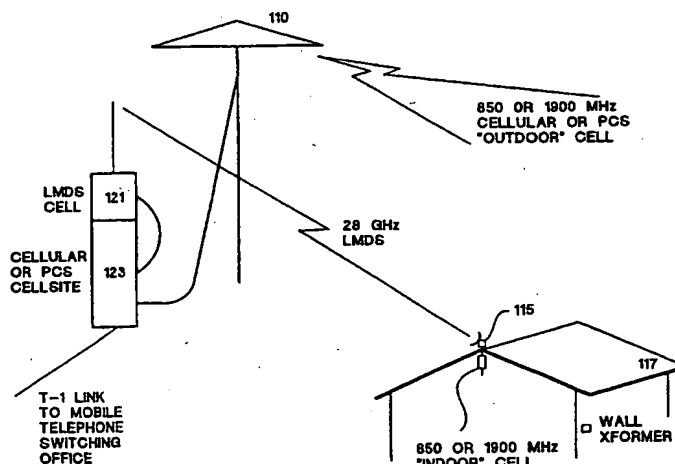 110
850 OR 1900 MHz
CELLULAR OR PCS
"OUTDOOR" CELL
LMDS
CELL
121
28 GHz
LMDS
CELLULAR
OR PCS
CELLSITE
123
115
117
T-1 LINK
TO MOBILE
TELEPHONE
SWITCHING
OFFICE
WALL
XFORMER
850 OR 1900 MHz
"INDOOR" CELL